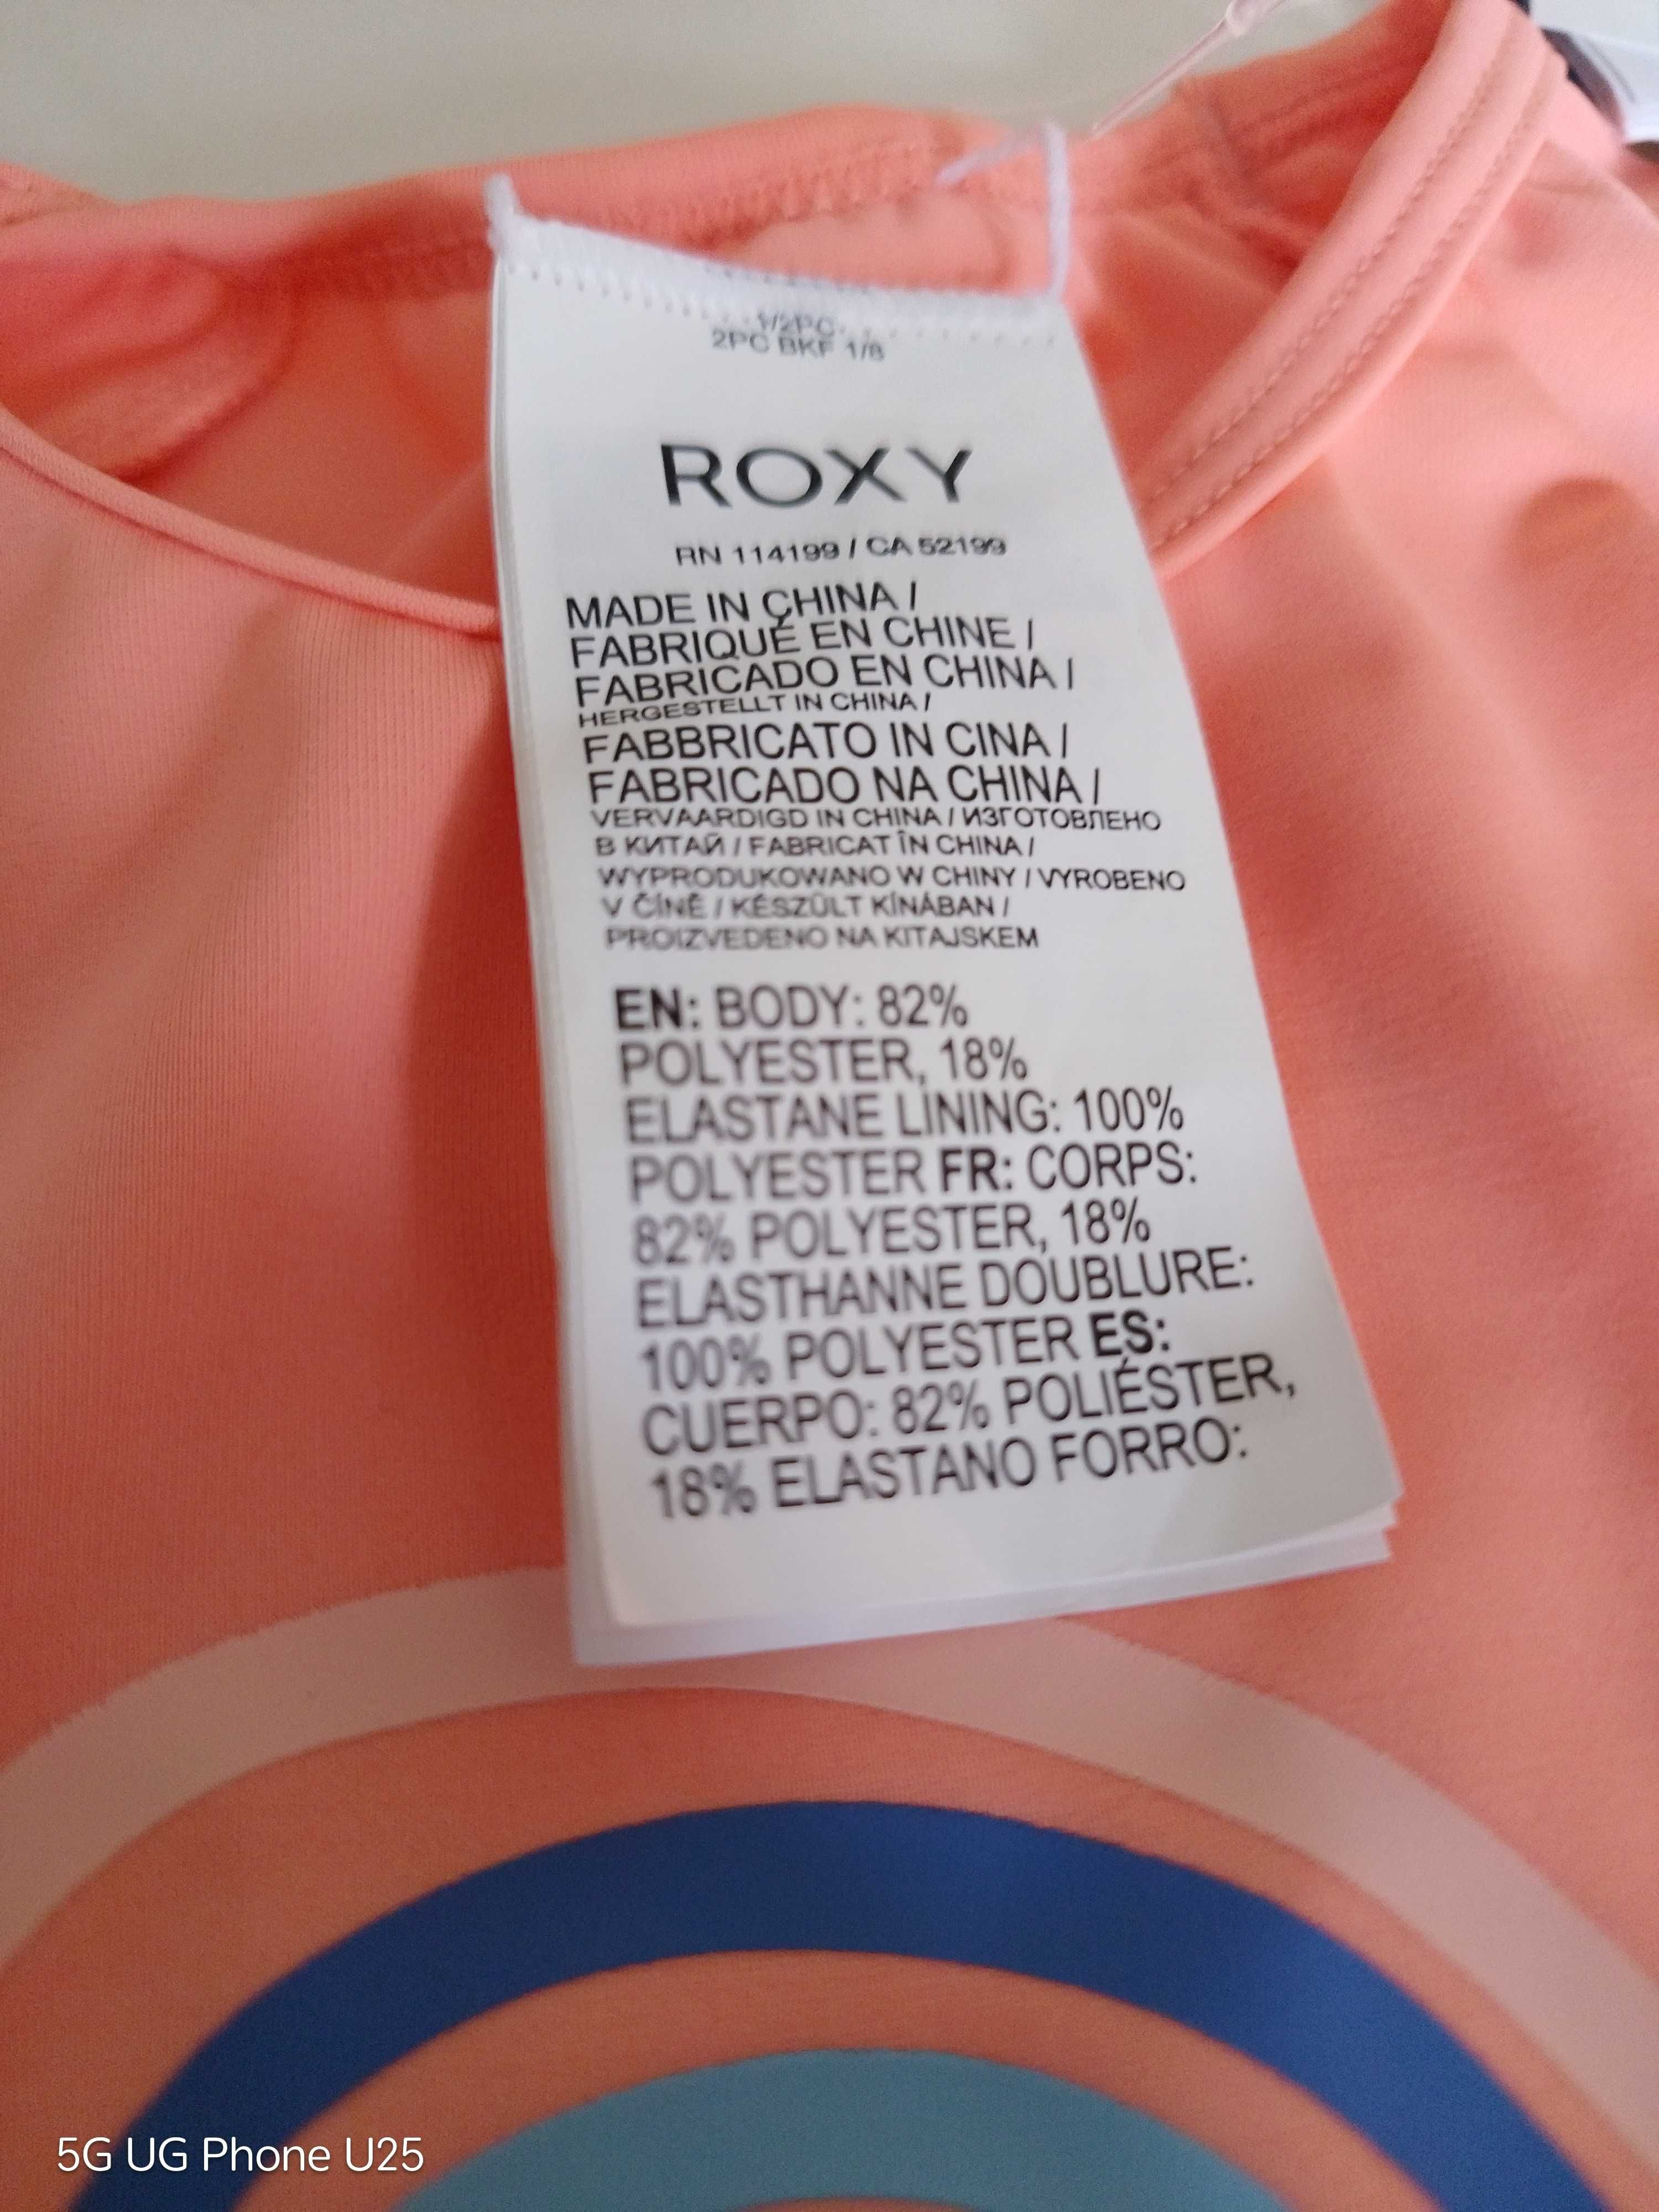 1/2PC
2PC BKF 1/8
ROXY
RN 114199 / CA 52199
MADE IN CHINA /
FABRIQUÉ EN CHINE /
FABRICADO EN CHINA /
HERGESTELLT IN CHINA /
FABBRICATO IN CINA /
FABRICADO NA CHINA /
VERVAARDIGD IN CHINA / ИЗГОТОВЛЕНО
В КИТАЙ / FABRICAT ÎN CHINA /
WYPRODUKOWANO W CHINY / VYROBENO
V ČÍNĚ / KÉSZÜLT KÍNÁBAN /
PROIZVEDENO NA KITAJSKEM
EN: BODY: 82%
POLYESTER, 18%
ELASTANE LINING: 100%
POLYESTER FR: CORPS:
82% POLYESTER, 18%
ELASTHANNE DOUBLURE:
100% POLYESTER ES:
CUERPO: 82% POLIÉSTER,
18% ELASTANO FORRO:
5G UG Phone U25